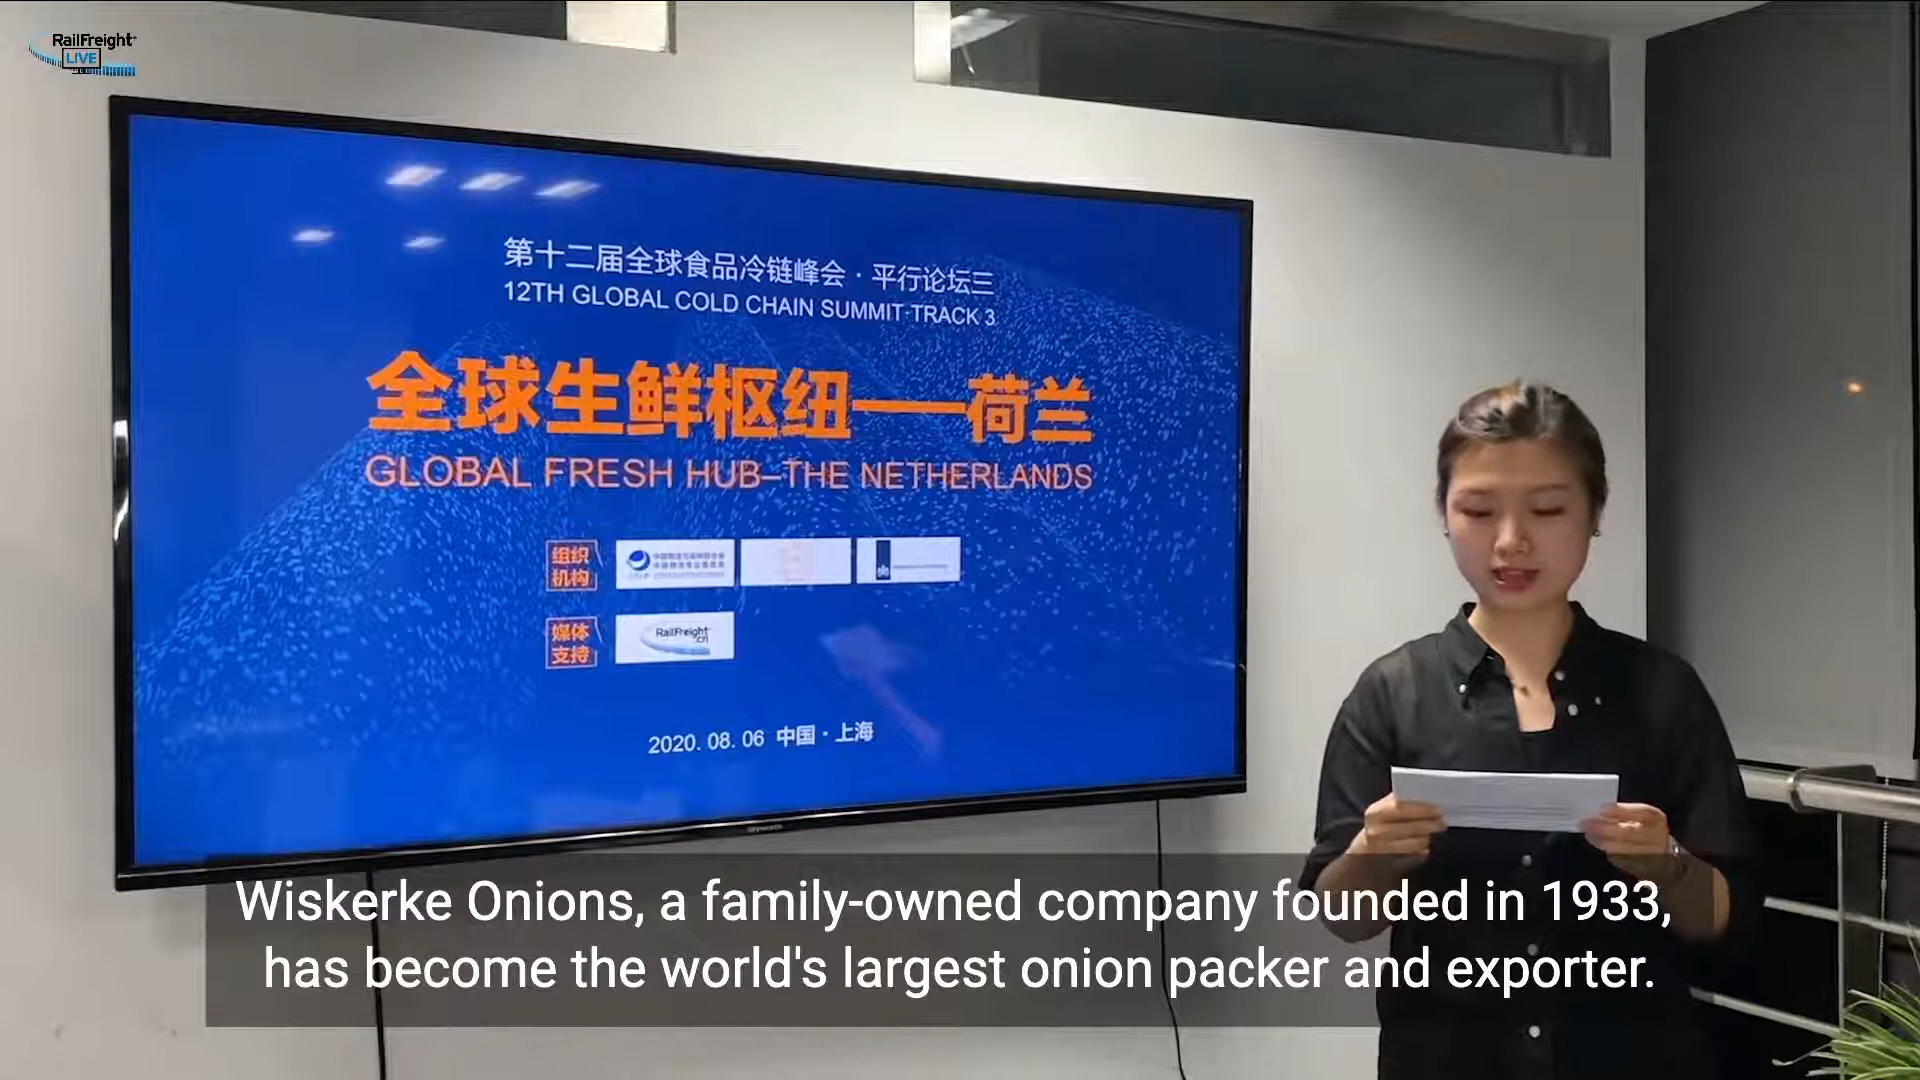 RailFreight
LIVE
第十二届全球食品冷链峰会·平行论坛三
12TH GLOBAL COLD CHAIN SUMMIT-TRACK 3
全球生鲜枢纽——荷兰
GLOBAL FRESH HUB–THE NETHERLANDS
组织
机构
媒体
支持
RailFreight
.cn
2020. 08. 06 中国·上海
Skyworth
Wiskerke Onions, a family-owned company founded in 1933,
has become the world's largest onion packer and exporter.